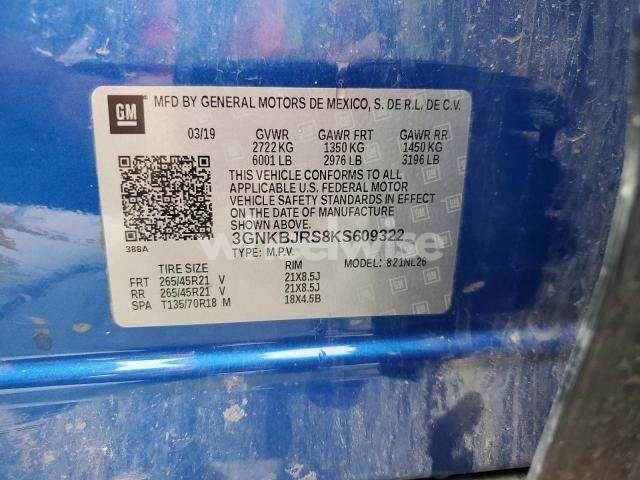 GM MFD BY GENERAL MOTORS DE MEXICO, S. DE R.L. DE C.V.
03/19 GVWR GAWR FRT GAWR RR
2722 KG 1350 KG 1450 KG
6001 LB 2976 LB 3196 LB
THIS VEHICLE CONFORMS TO ALL
APPLICABLE U.S. FEDERAL MOTOR
VEHICLE SAFETY STANDARDS IN EFFECT
ON THE DATE OF MANUFACTURE
SHOWN ABOVE.
3GNKBJRS8KS609322
388A TYPE: M.P.V. MODEL: 821NL26
TIRE SIZE RIM
FRT 265/45R21 V 21X8.5J
RR 265/45R21 V 21X8.5J
SPA T135/70R18 M 18X4.5B
wheelwise